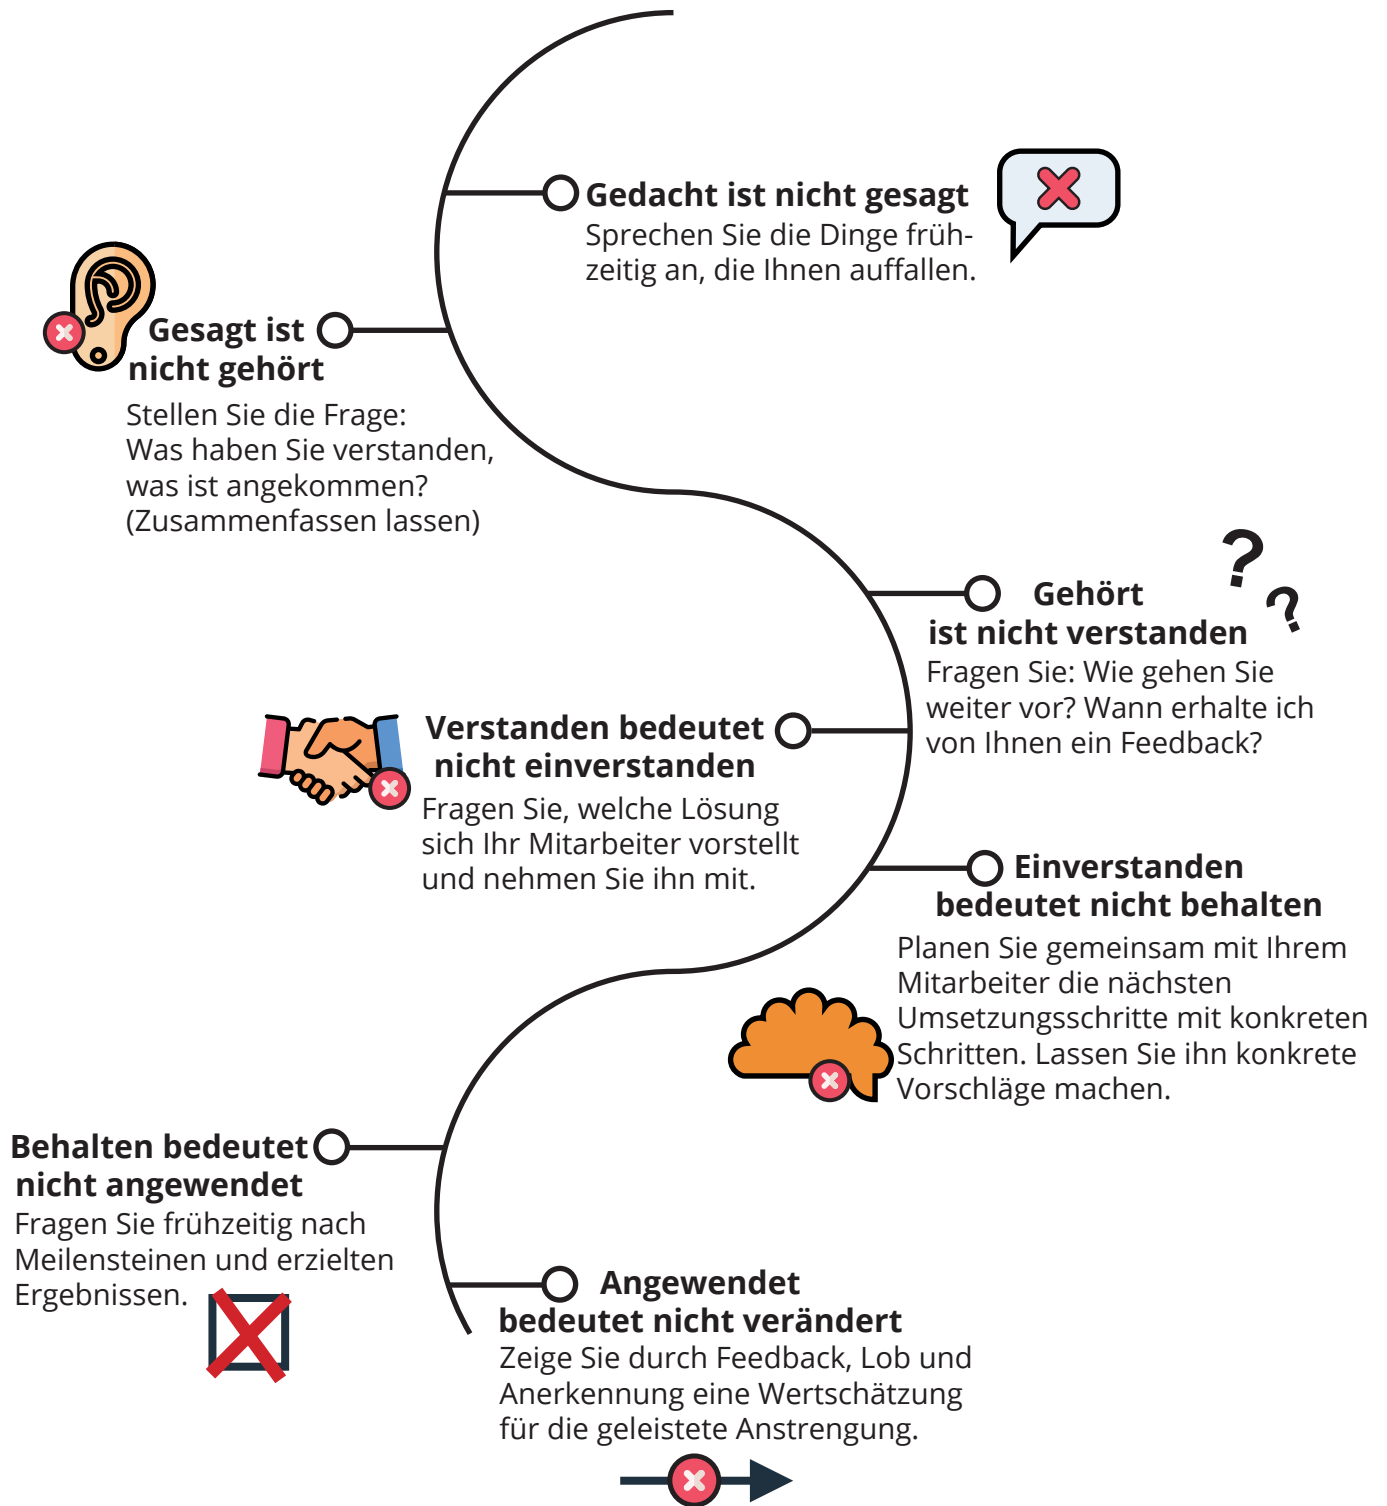 Gedacht ist nicht gesagt
Sprechen Sie die Dinge früh-
zeitig an, die Ihnen auffallen.
Gesagt ist
nicht gehört
Stellen Sie die Frage:
Was haben Sie verstanden,
was ist angekommen?
(Zusammenfassen lassen)
? ?
Gehört
ist nicht verstanden
Fragen Sie: Wie gehen Sie
weiter vor? Wann erhalte ich
von Ihnen ein Feedback?
Verstanden bedeutet
nicht einverstanden
Fragen Sie, welche Lösung
sich Ihr Mitarbeiter vorstellt
und nehmen Sie ihn mit.
Einverstanden
bedeutet nicht behalten
Planen Sie gemeinsam mit Ihrem
Mitarbeiter die nächsten
Umsetzungsschritte mit konkreten
Schritten. Lassen Sie ihn konkrete
Vorschläge machen.
Behalten bedeutet
nicht angewendet
Fragen Sie frühzeitig nach
Meilensteinen und erzielten
Ergebnissen.
Angewendet
bedeutet nicht verändert
Zeige Sie durch Feedback, Lob und
Anerkennung eine Wertschätzung
für die geleistete Anstrengung.